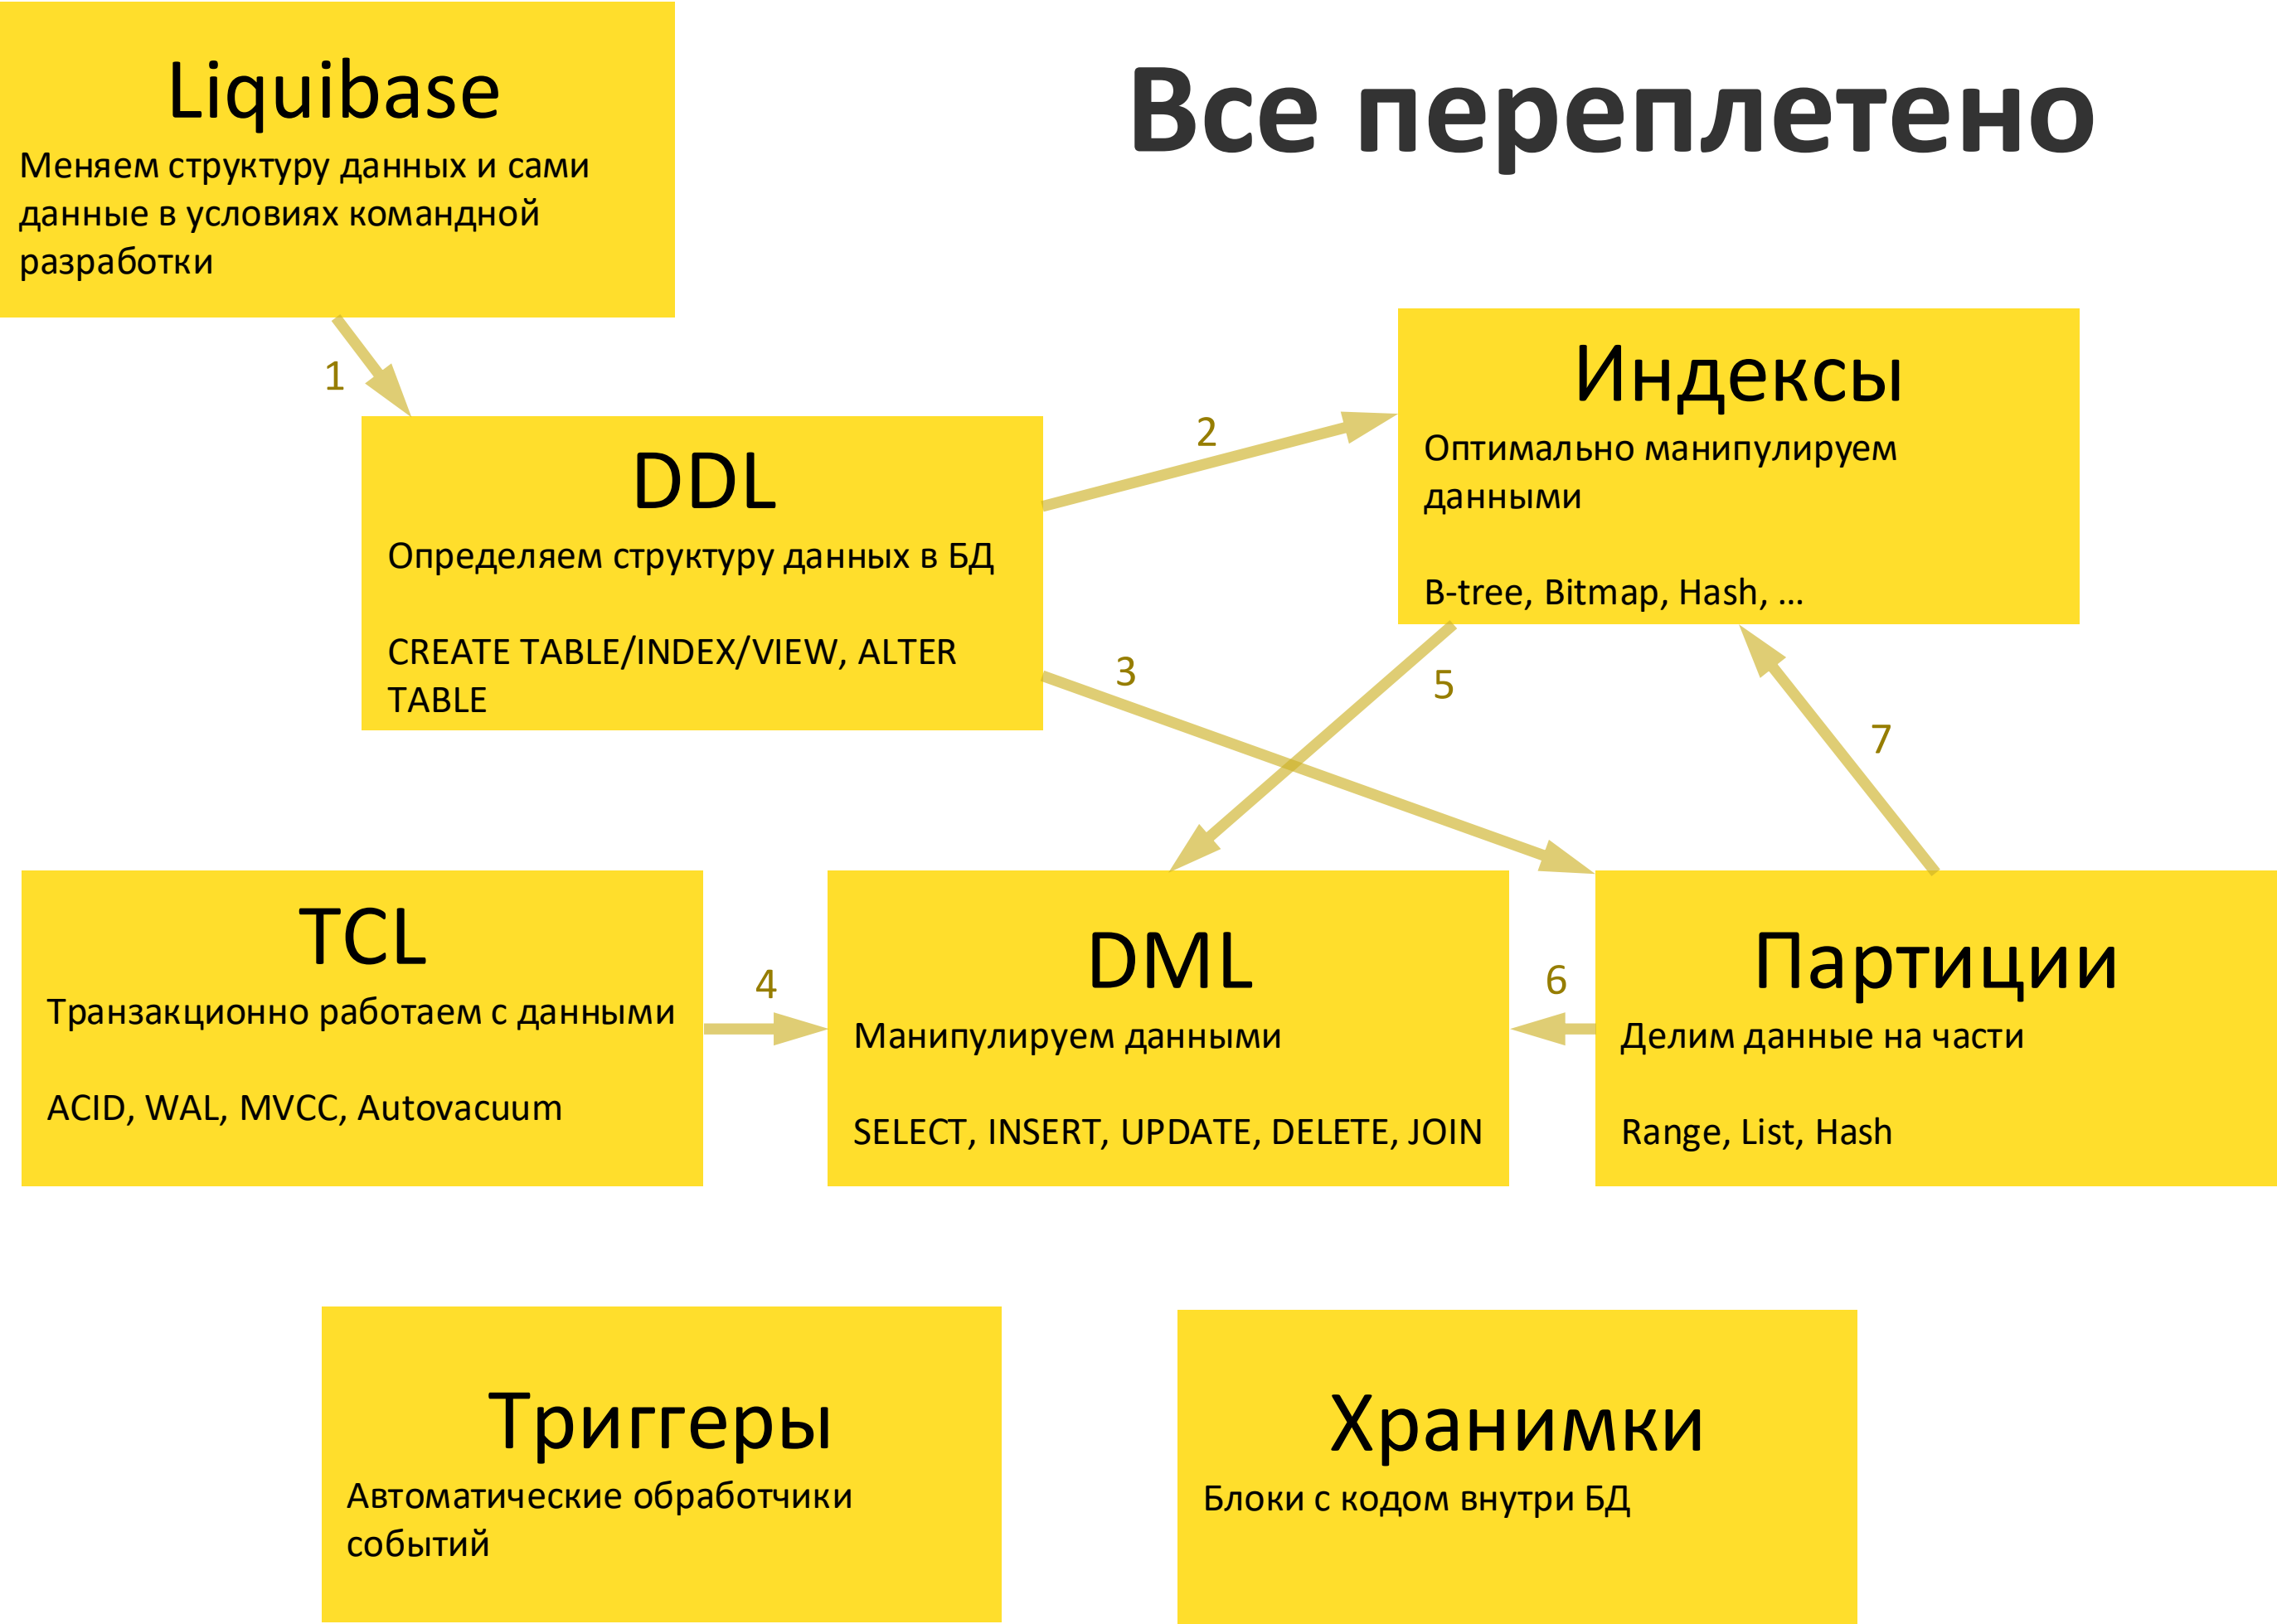 Liquibase
Меняем структуру данных и сами
данные в условиях командной
разработки
Все переплетено
1
DDL
Определяем структуру данных в БД
CREATE TABLE/INDEX/VIEW, ALTER
TABLE
2
3
Индексы
Оптимально манипулируем
данными
B-tree, Bitmap, Hash, ...
5
7
TCL
Транзакционно работаем с данными
ACID, WAL, MVCC, Autovacuum
4
DML
Манипулируем данными
SELECT, INSERT, UPDATE, DELETE, JOIN
6
Партиции
Делим данные на части
Range, List, Hash
Триггеры
Автоматические обработчики
событий
Хранимки
Блоки с кодом внутри БД